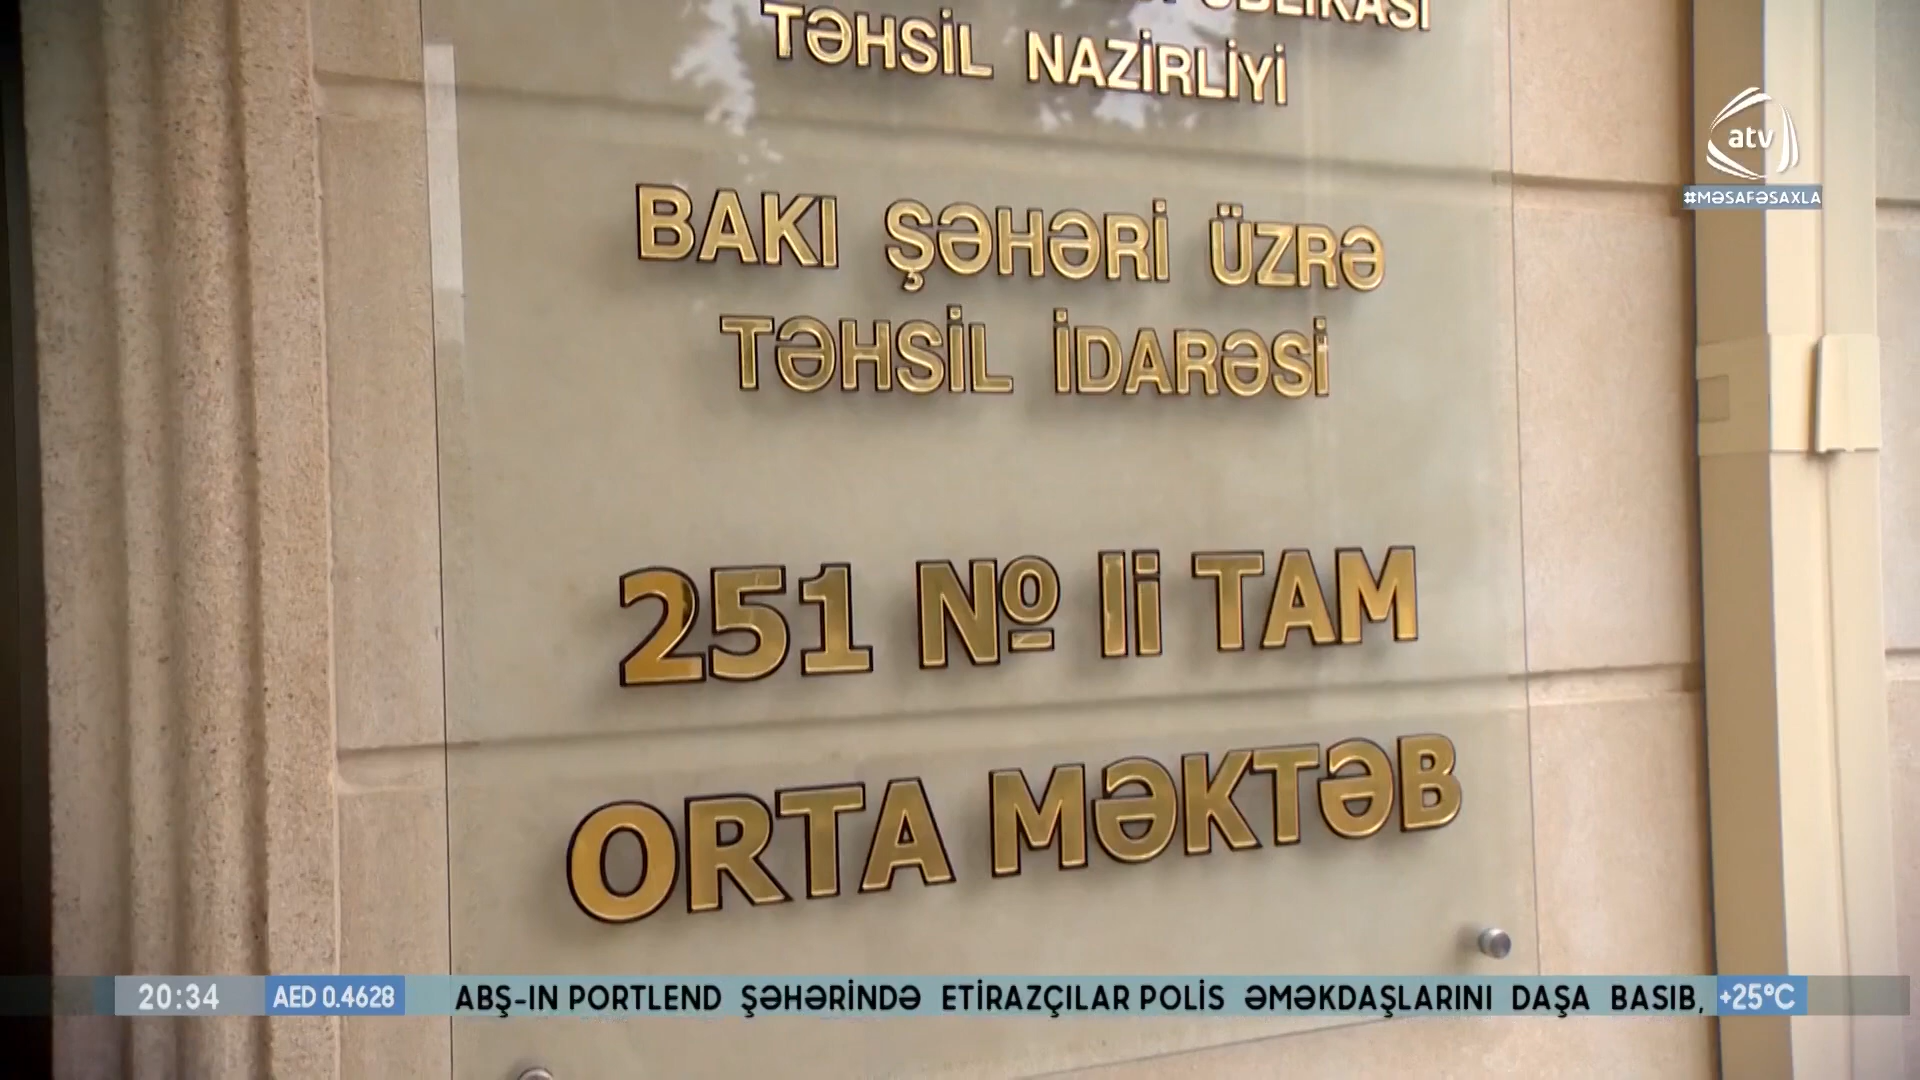 TƏHSİL NAZİRLİYİ
atv
#MƏSAFƏSAXLA
BAKI ŞƏHƏRİ ÜZRƏ
TƏHSİL İDARƏSİ
251 № li TAM
ORTA MƏKTƏB
20:34 AED 0.4628 ABŞ-IN PORTLEND ŞƏHƏRİNDƏ ETİRAZÇILAR POLİS ƏMƏKDAŞLARINI DAŞA BASIB, +25°C